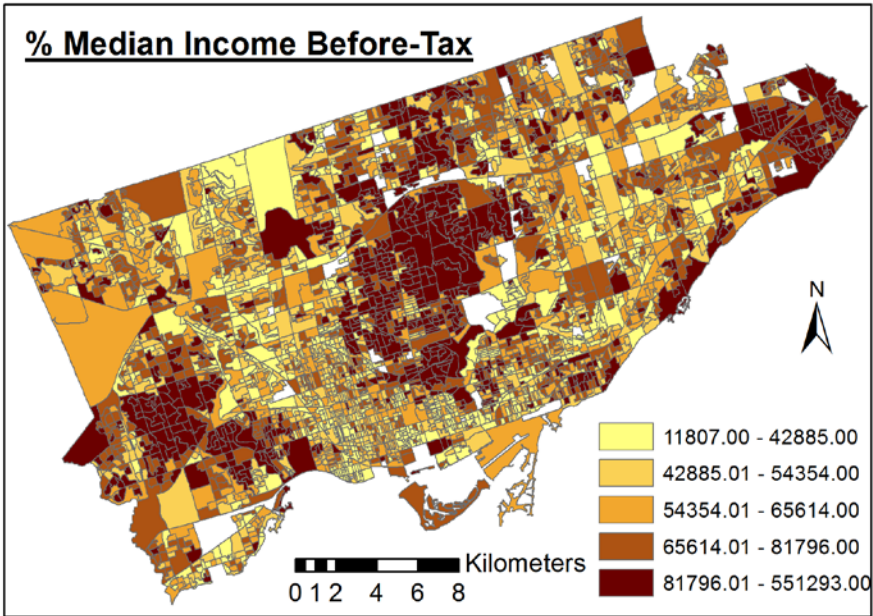 % Median Income Before-Tax
N
11807.00 - 42885.00
42885.01 - 54354.00
54354.01 - 65614.00
65614.01 - 81796.00
81796.01 - 551293.00
Kilometers
0 1 2 4 6 8